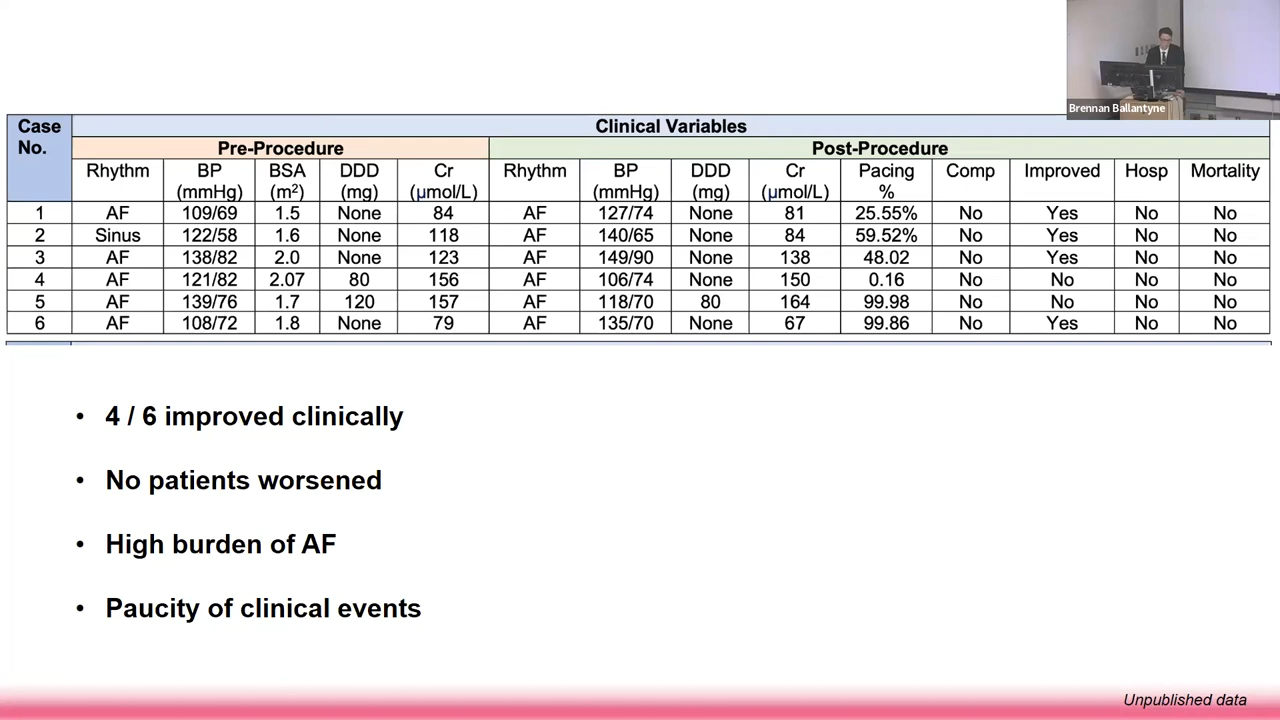 Brennan Ballantyne
Case No. Clinical Variables
Pre-Procedure Post-Procedure
Rhythm BP (mmHg) BSA (m²) DDD (mg) Cr (μmol/L) Rhythm BP (mmHg) DDD (mg) Cr (μmol/L) Pacing % Comp Improved Hosp Mortality
1 AF 109/69 1.5 None 84 AF 127/74 None 81 25.55% No Yes No No
2 Sinus 122/58 1.6 None 118 AF 140/65 None 84 59.52% No Yes No No
3 AF 138/82 2.0 None 123 AF 149/90 None 138 48.02 No Yes No No
4 AF 121/82 2.07 80 156 AF 106/74 None 150 0.16 No No No No
5 AF 139/76 1.7 120 157 AF 118/70 80 164 99.98 No No No No
6 AF 108/72 1.8 None 79 AF 135/70 None 67 99.86 No Yes No No
• 4 / 6 improved clinically
• No patients worsened
• High burden of AF
• Paucity of clinical events
Unpublished data